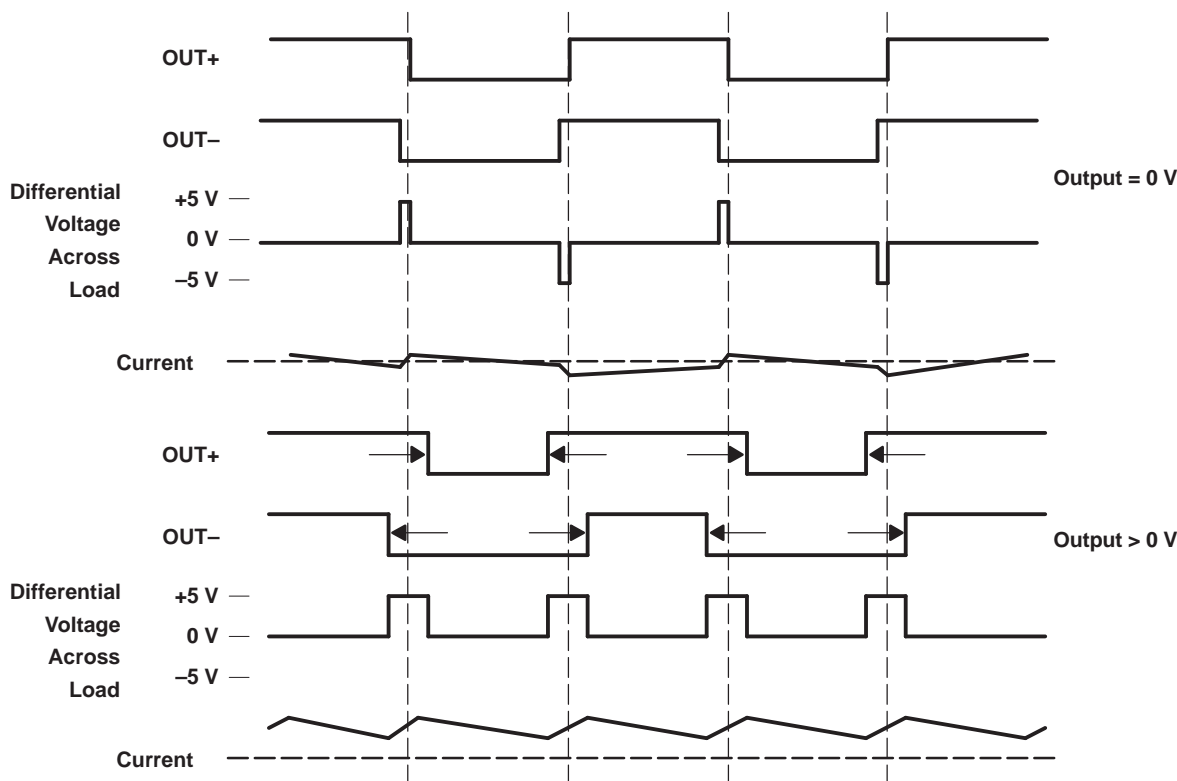 OUT+
OUT–
Output = 0 V
Differential
Voltage
Across
Load
+5 V
0 V
–5 V
Current
OUT+
OUT–
Output > 0 V
Differential
Voltage
Across
Load
+5 V
0 V
–5 V
Current